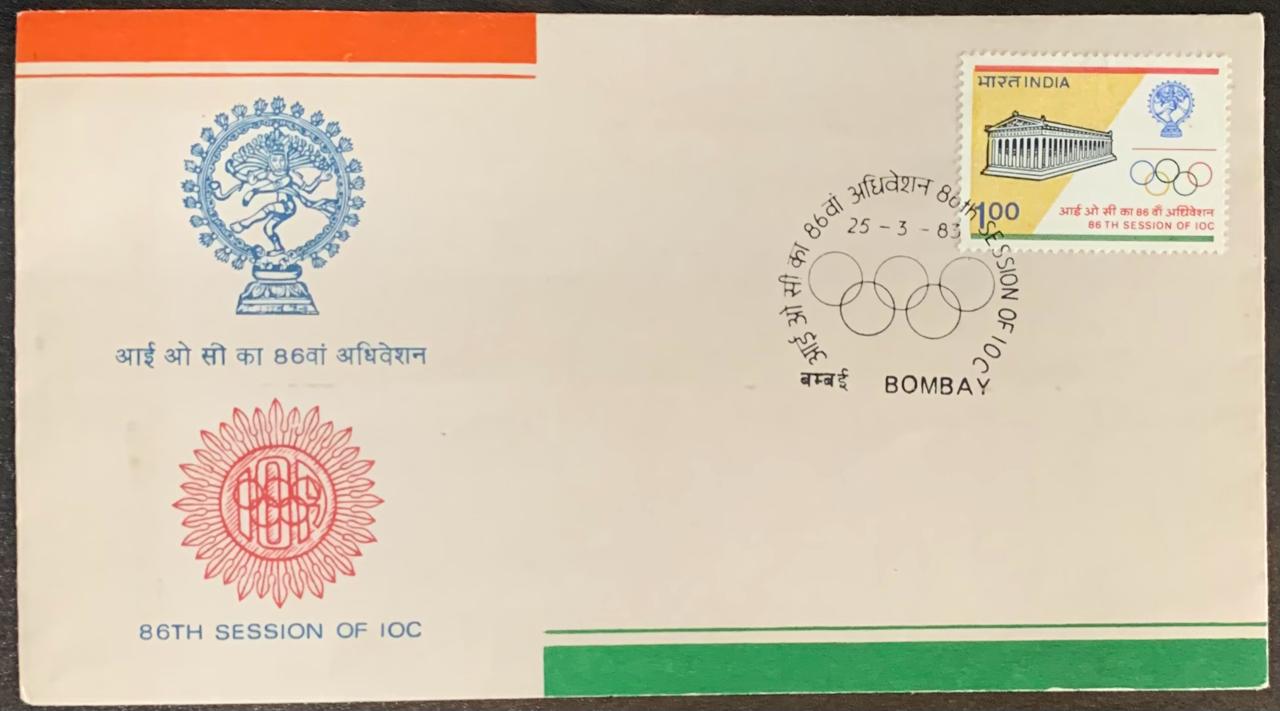 भारत INDIA
1.00
आई ओ सी का 86 वाँ अधिवेशन
86 TH SESSION OF IOC
आई ओ सी का 86वां अधिवेशन 86th SESSION OF IOC
25-3-83
बम्बई BOMBAY
आई ओ सी का 86वां अधिवेशन
86TH SESSION OF IOC